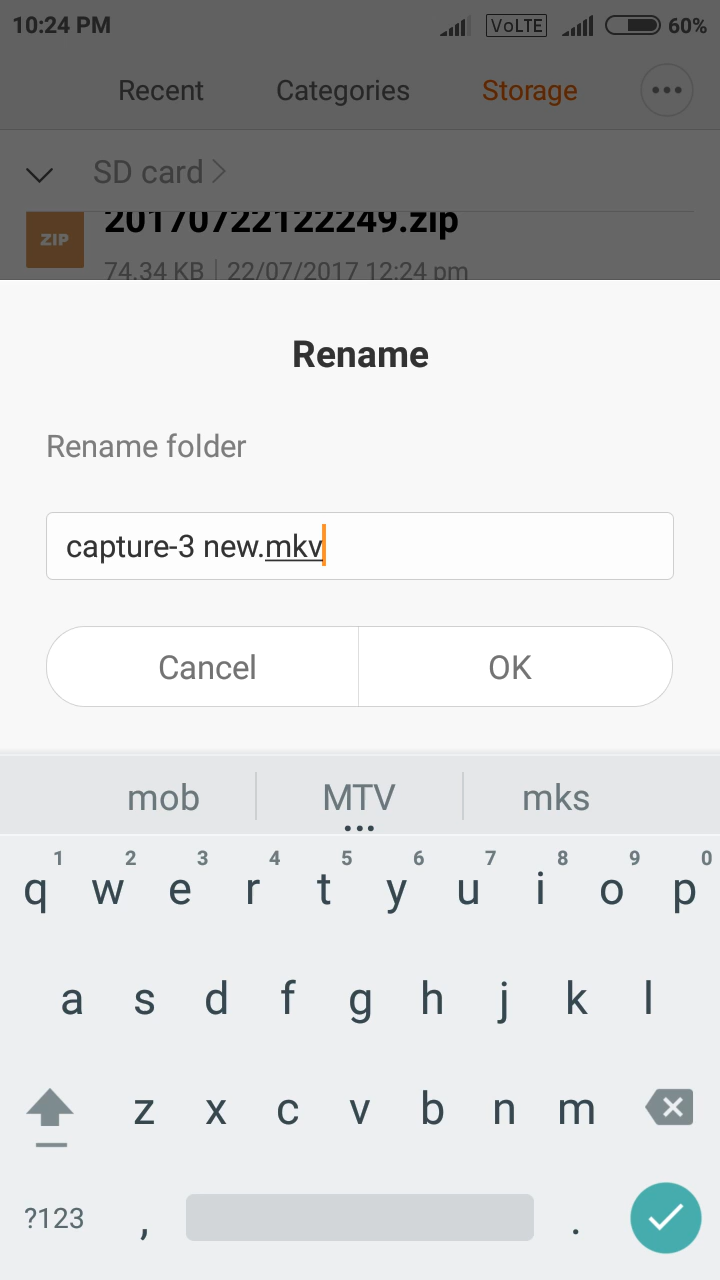 10:24 PM VoLTE 60%
Recent Categories Storage
SD card
20170722122249.zip
ZIP
74.34 KB | 22/07/2017 12:24 pm
Rename
Rename folder
capture-3 new.mkv
Cancel OK
mob MTV mks
1 2 3 4 5 6 7 8 9 0
q w e r t y u i o p
a s d f g h j k l
z x c v b n m
?123 , .